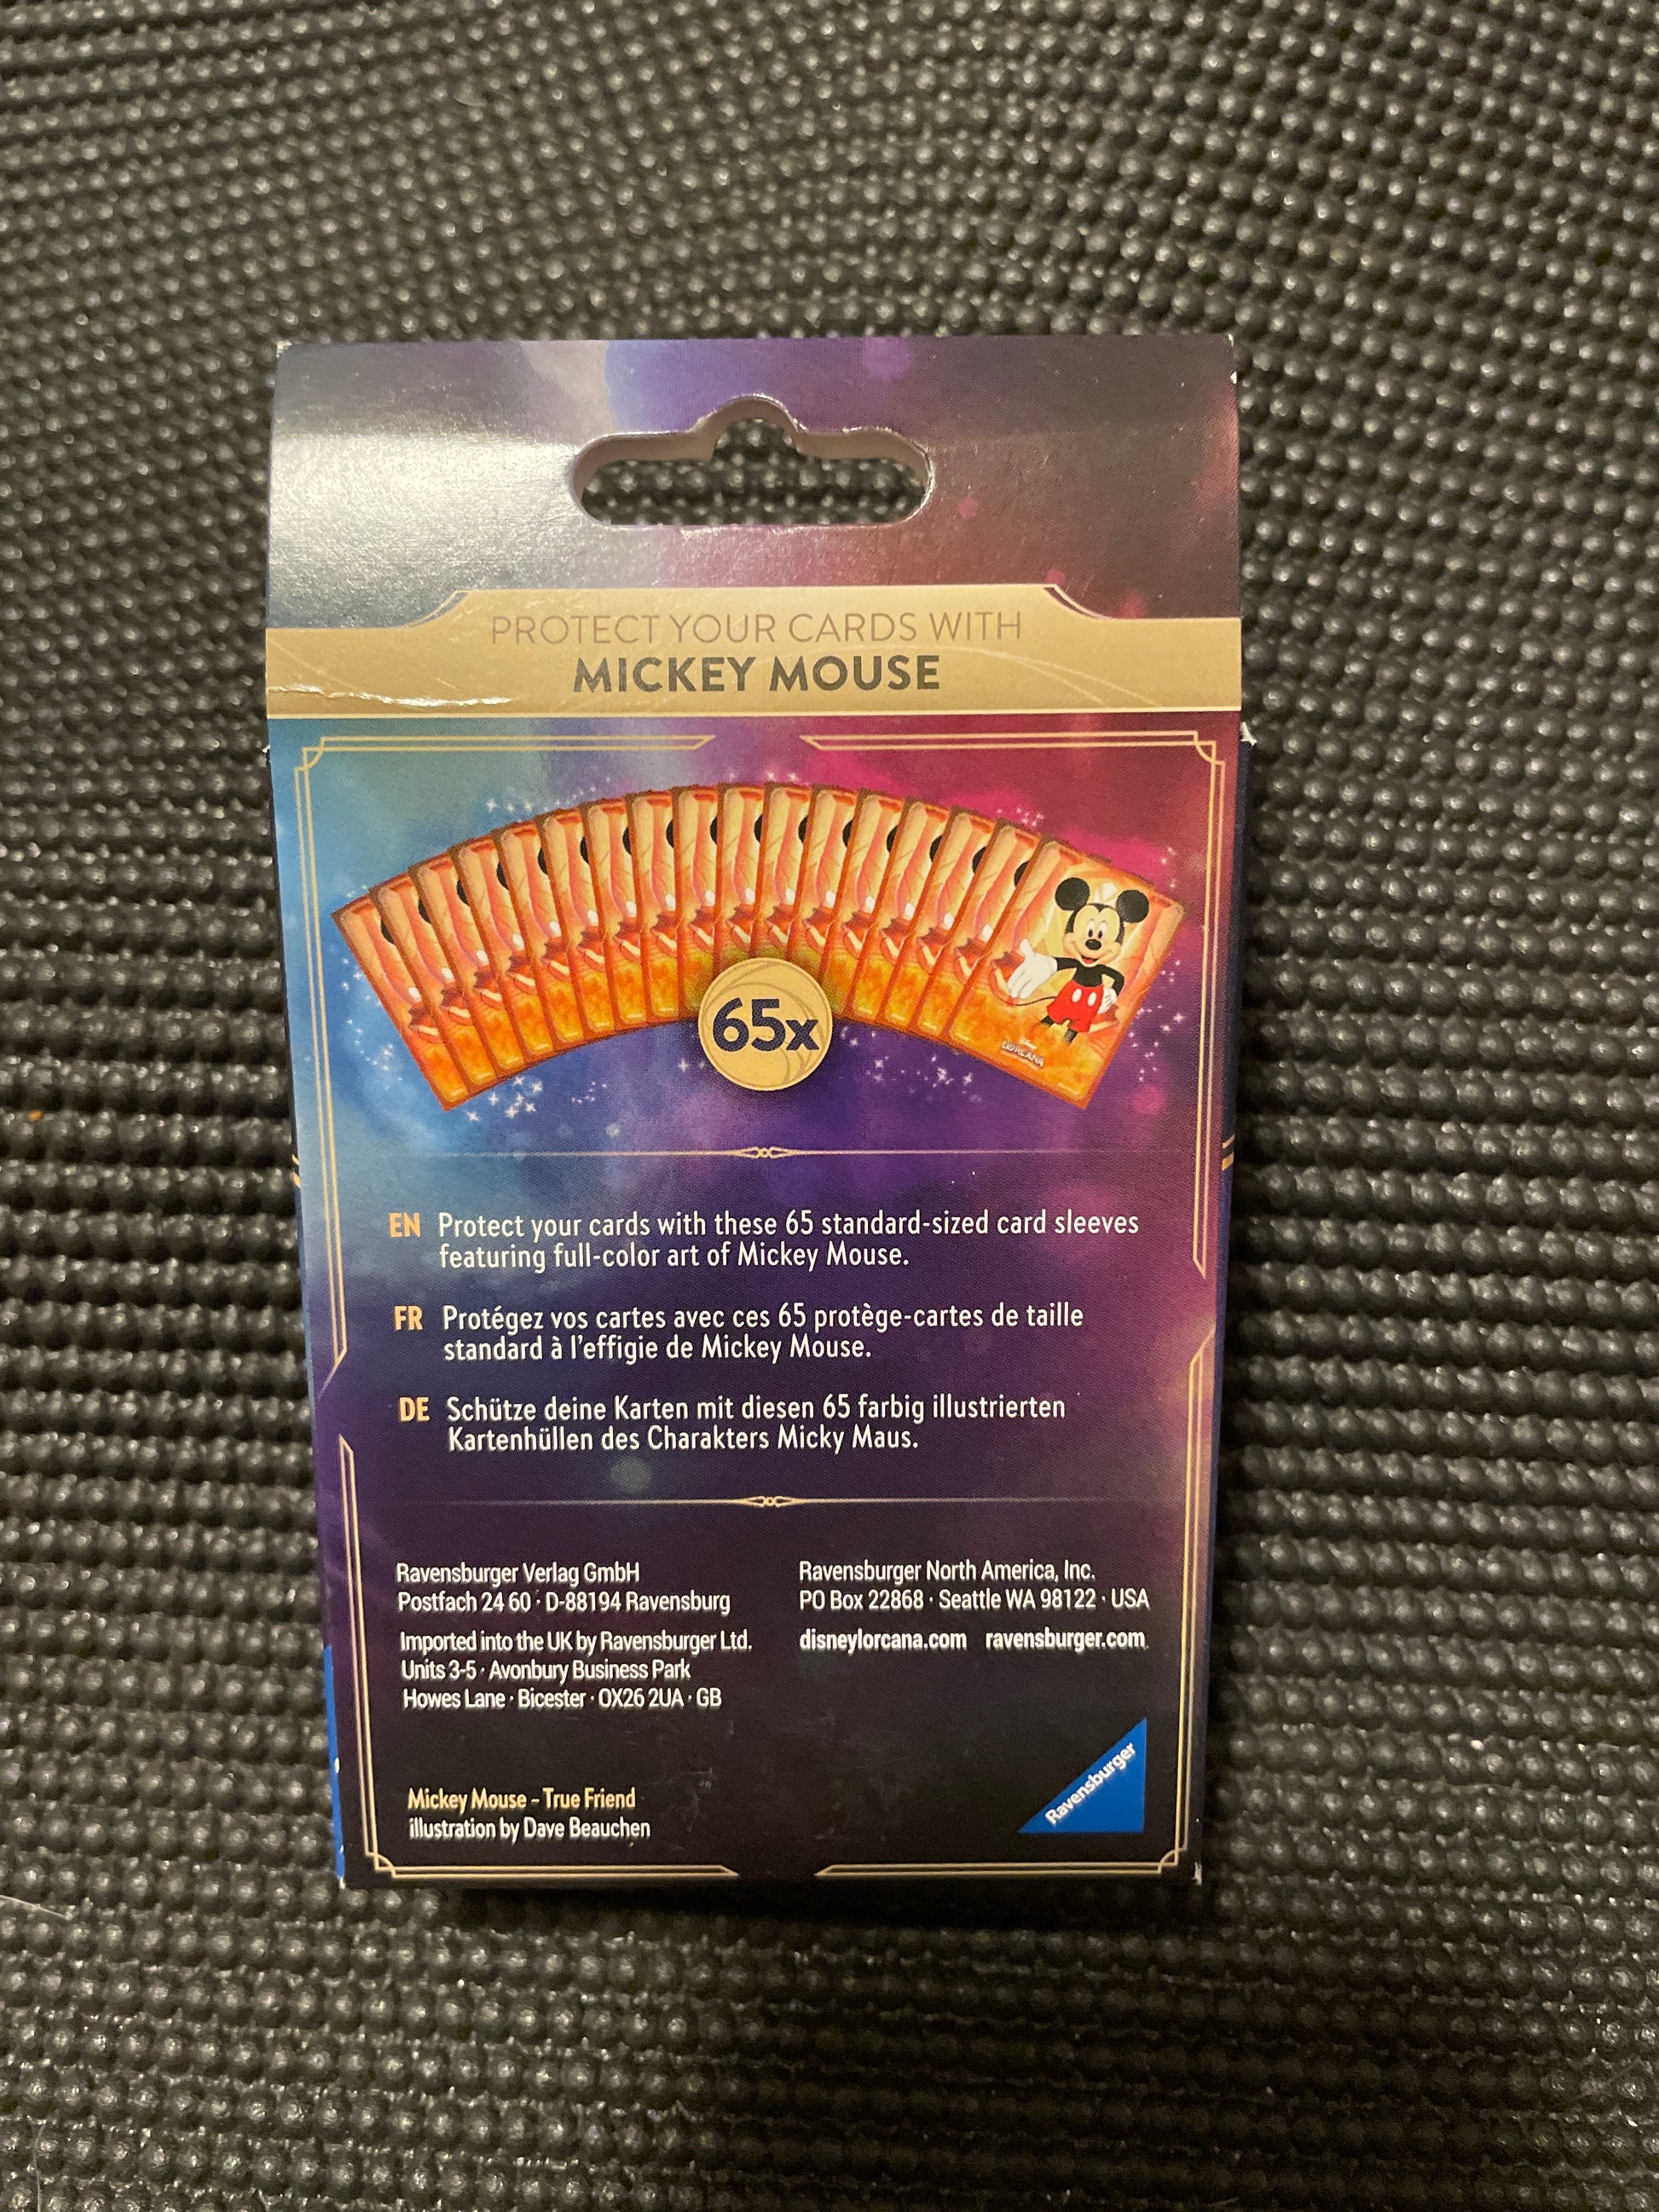 PROTECT YOUR CARDS WITH
MICKEY MOUSE
65x
LORCANA
EN Protect your cards with these 65 standard-sized card sleeves
featuring full-color art of Mickey Mouse.
FR Protégez vos cartes avec ces 65 protège-cartes de taille
standard à l'effigie de Mickey Mouse.
DE Schütze deine Karten mit diesen 65 farbig illustrierten
Kartenhüllen des Charakters Micky Maus.
Ravensburger Verlag GmbH
Postfach 24 60 · D-88194 Ravensburg
Imported into the UK by Ravensburger Ltd.
Units 3-5 · Avonbury Business Park
Howes Lane · Bicester · OX26 2UA · GB
Ravensburger North America, Inc.
PO Box 22868 · Seattle WA 98122 · USA
disneylorcana.com ravensburger.com
Mickey Mouse – True Friend
illustration by Dave Beauchen
Ravensburger